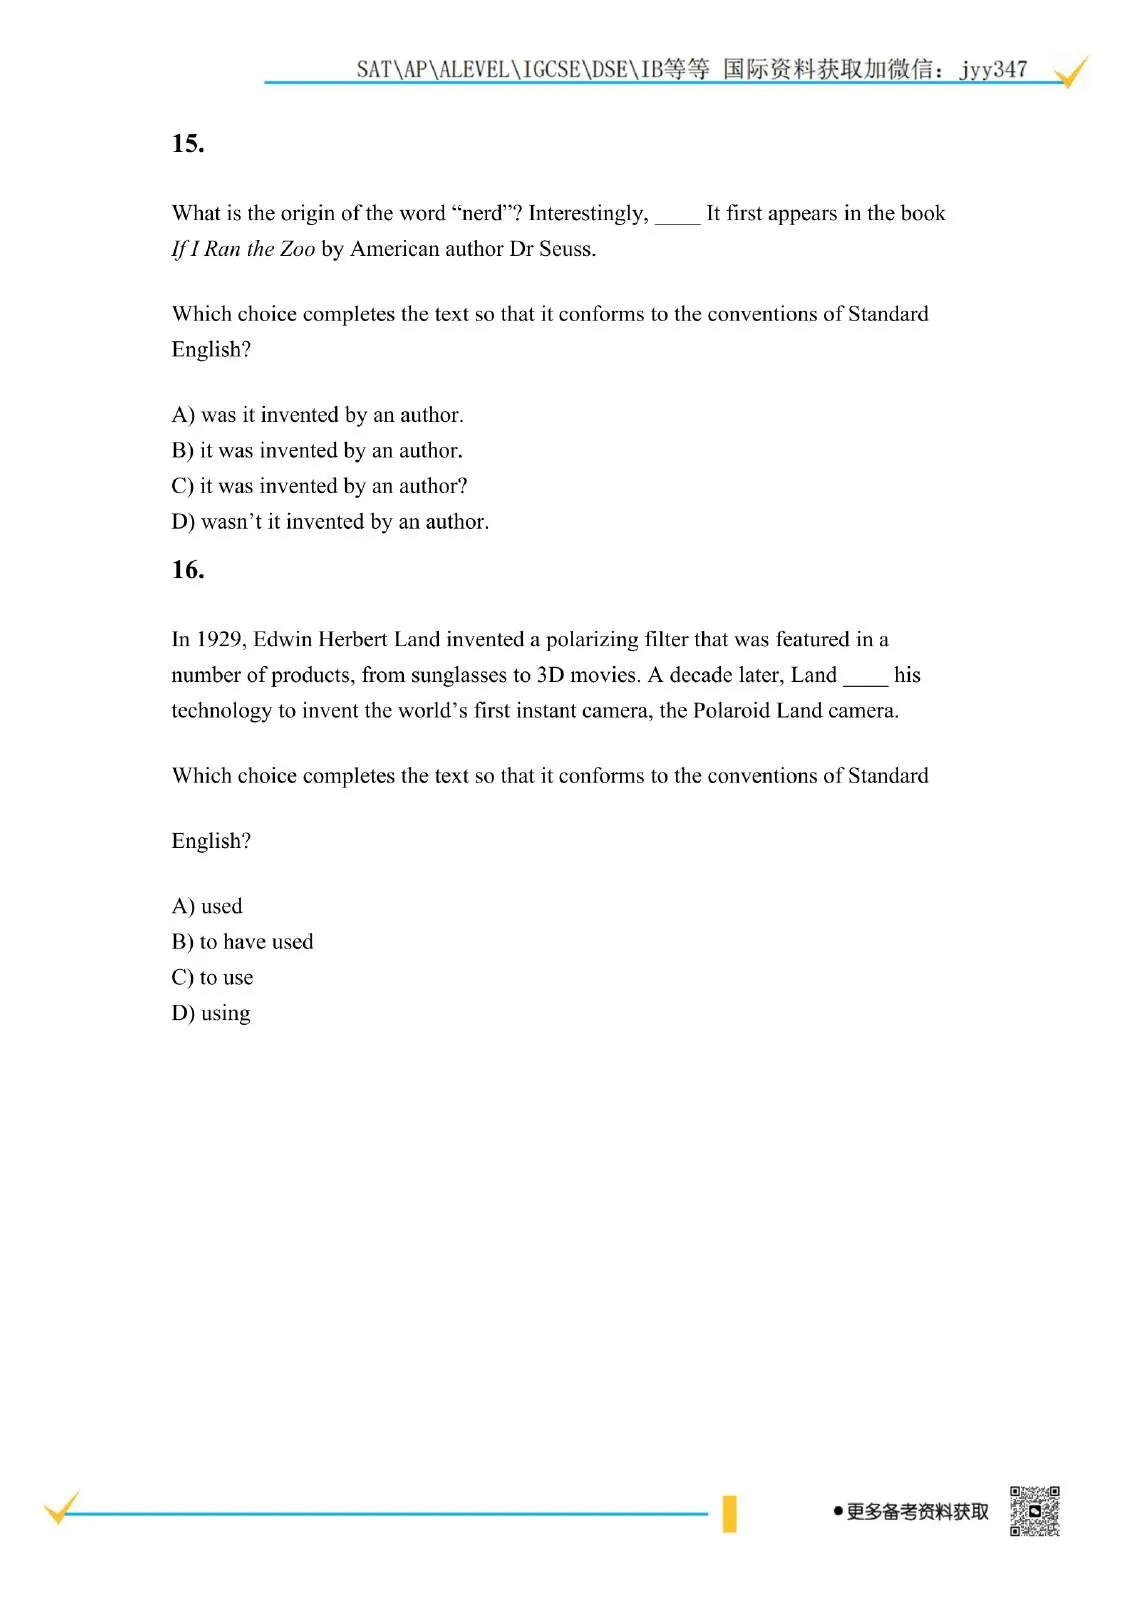 SAT\AP\ALEVEL\IGCSE\DSE\IB等等 国际资料获取加微信：jyy347
15.
What is the origin of the word “nerd”? Interestingly, ____ It first appears in the book
If I Ran the Zoo by American author Dr Seuss.
Which choice completes the text so that it conforms to the conventions of Standard
English?
A) was it invented by an author.
B) it was invented by an author.
C) it was invented by an author?
D) wasn’t it invented by an author.
16.
In 1929, Edwin Herbert Land invented a polarizing filter that was featured in a
number of products, from sunglasses to 3D movies. A decade later, Land ____ his
technology to invent the world’s first instant camera, the Polaroid Land camera.
Which choice completes the text so that it conforms to the conventions of Standard
English?
A) used
B) to have used
C) to use
D) using
●更多备考资料获取